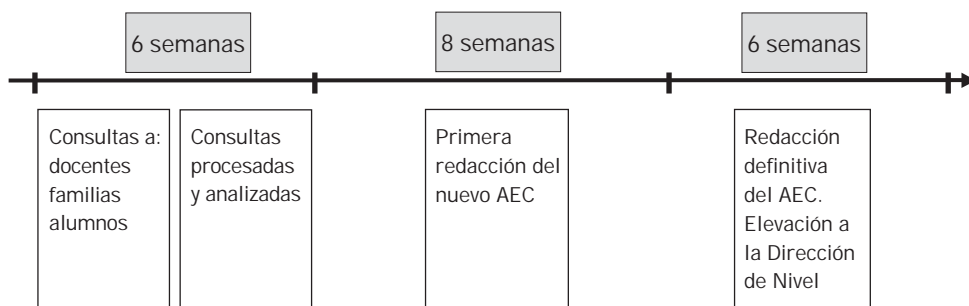 6 semanas
8 semanas
6 semanas
Consultas a:
docentes
familias
alumnos
Consultas
procesadas
y analizadas
Primera
redacción del
nuevo AEC
Redacción
definitiva
del AEC.
Elevación a
la Dirección
de Nivel